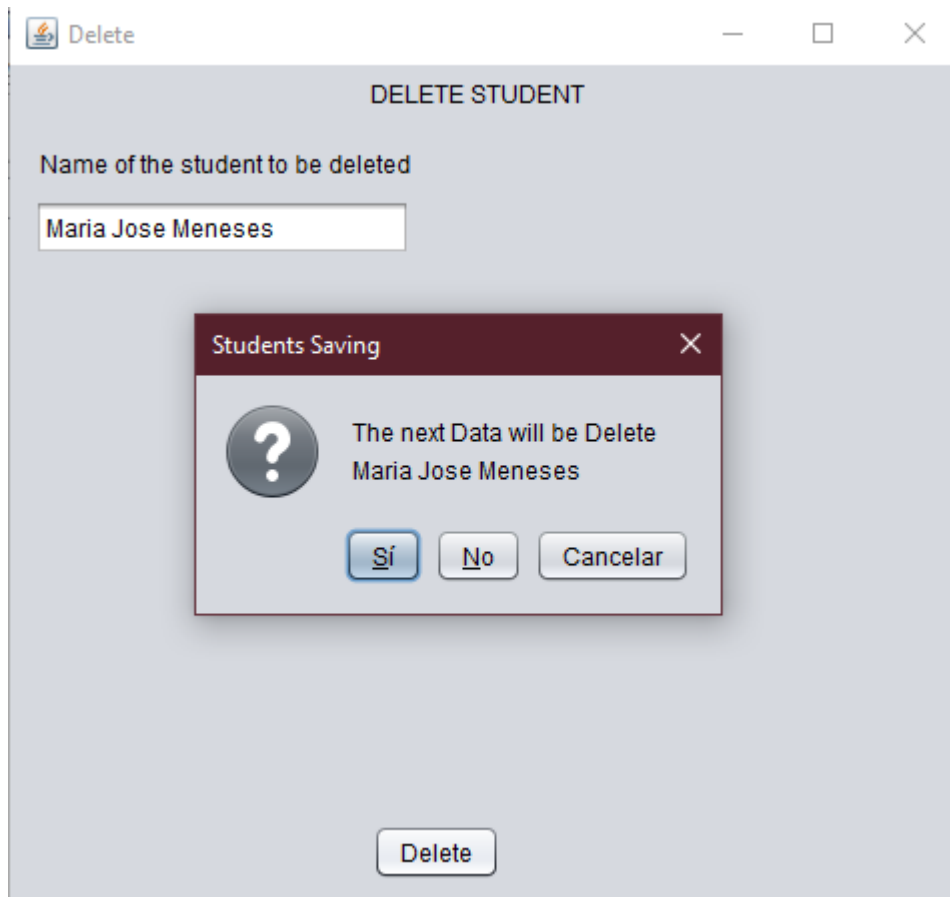 Delete
DELETE STUDENT
Name of the student to be deleted
Maria Jose Meneses
Students Saving
The next Data will be Delete
Maria Jose Meneses
Sí No Cancelar
Delete